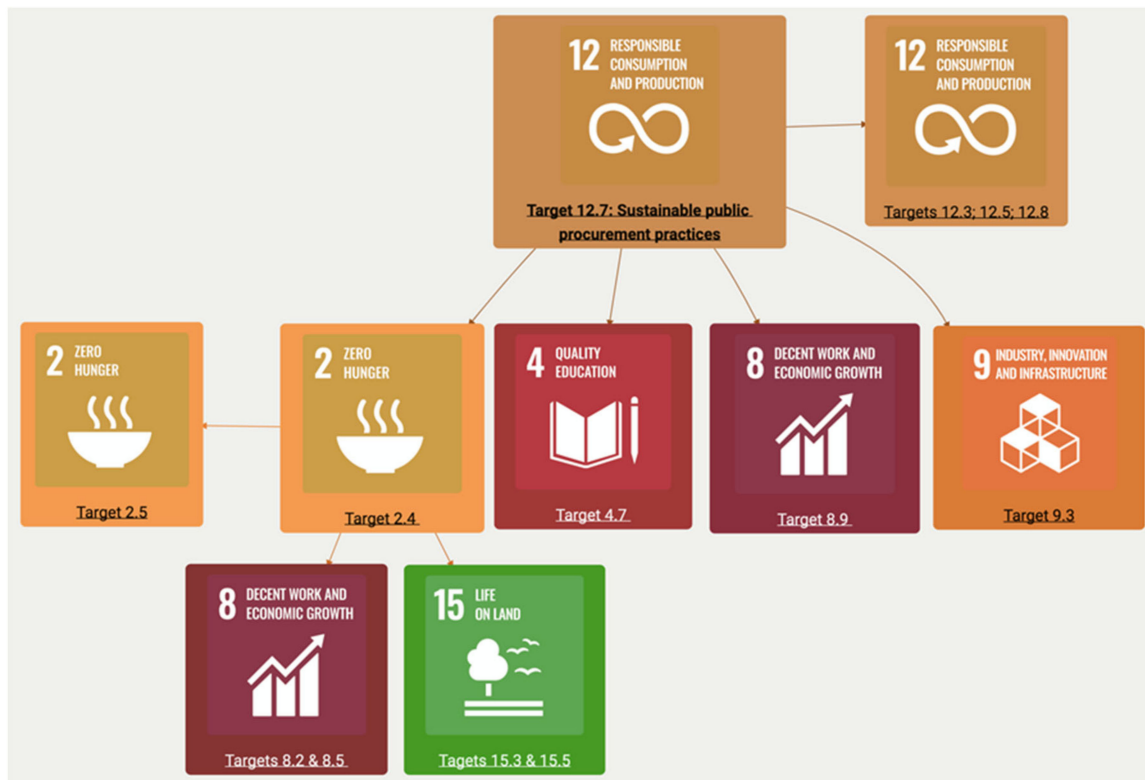 12 RESPONSIBLE
CONSUMPTION
AND PRODUCTION
Target 12.7: Sustainable public
procurement practices
12 RESPONSIBLE
CONSUMPTION
AND PRODUCTION
Targets 12.3; 12.5; 12.8
2 ZERO
HUNGER
Target 2.5
2 ZERO
HUNGER
Target 2.4
4 QUALITY
EDUCATION
Target 4.7
8 DECENT WORK AND
ECONOMIC GROWTH
Target 8.9
9 INDUSTRY, INNOVATION
AND INFRASTRUCTURE
Target 9.3
8 DECENT WORK AND
ECONOMIC GROWTH
Targets 8.2 & 8.5
15 LIFE
ON LAND
Tagets 15.3 & 15.5